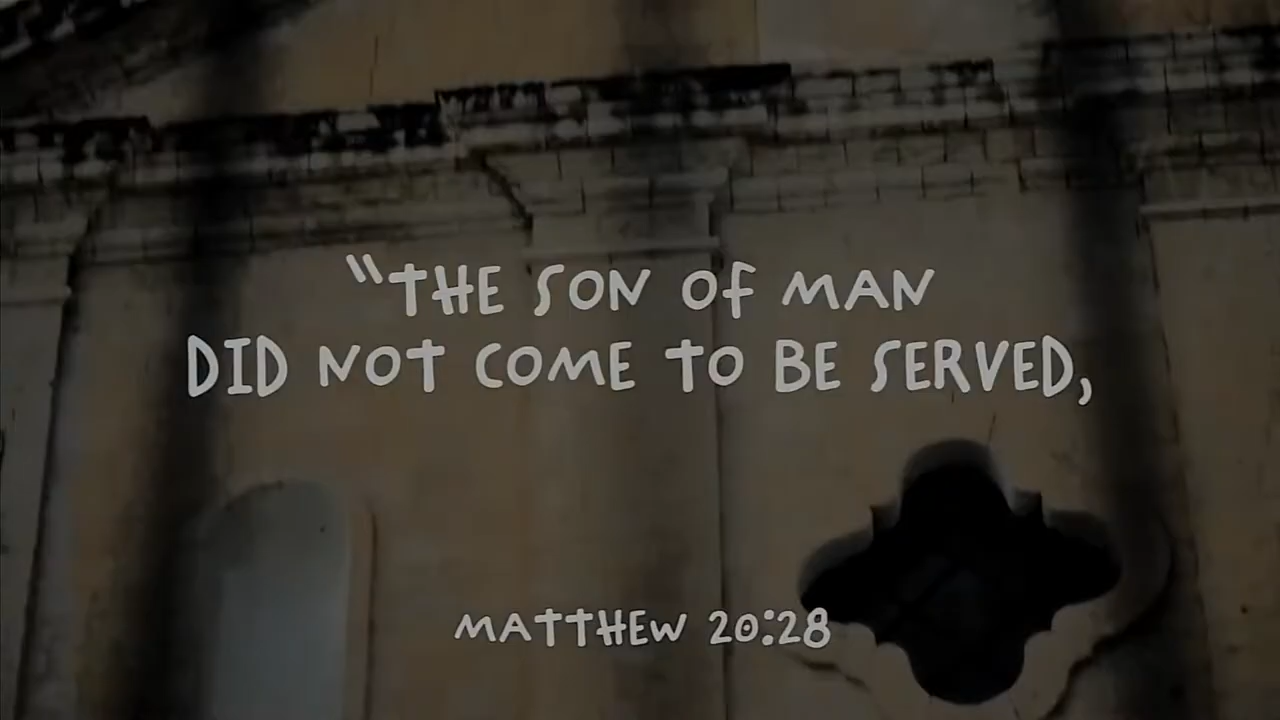 “THE SON OF MAN
DID NOT COME TO BE SERVED,
MATTHEW 20:28